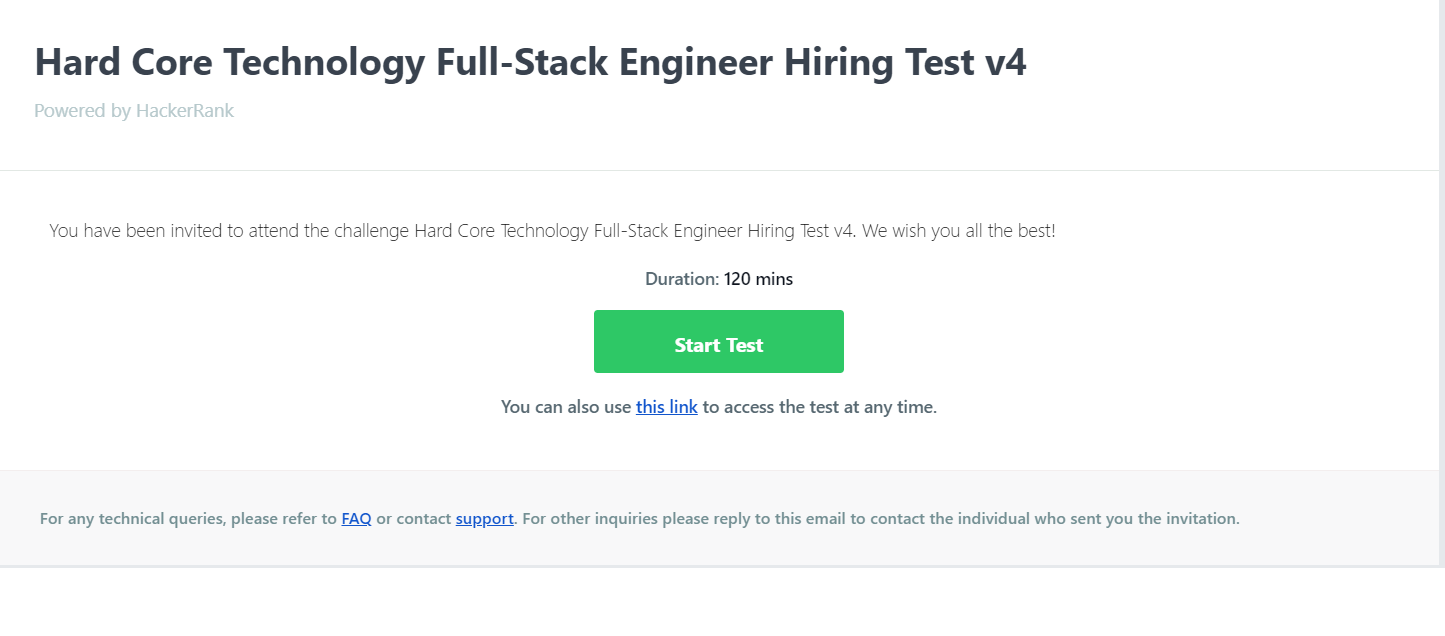 Hard Core Technology Full-Stack Engineer Hiring Test v4
Powered by HackerRank
You have been invited to attend the challenge Hard Core Technology Full-Stack Engineer Hiring Test v4. We wish you all the best!
Duration: 120 mins
Start Test
You can also use this link to access the test at any time.
For any technical queries, please refer to FAQ or contact support. For other inquiries please reply to this email to contact the individual who sent you the invitation.